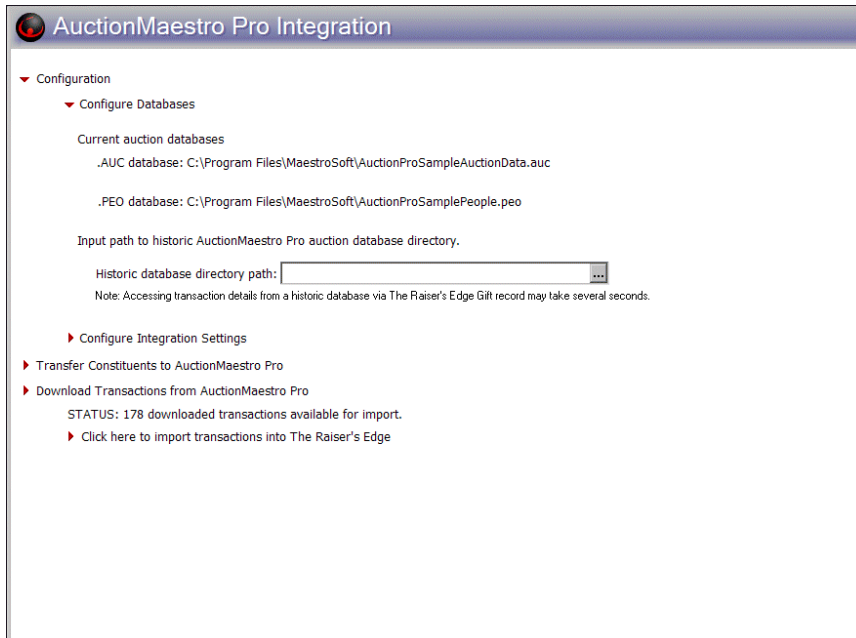 AuctionMaestro Pro Integration
Configuration
Configure Databases
Current auction databases
.AUC database: C:\Program Files\MaestroSoft\AuctionProSampleAuctionData.auc
.PEO database: C:\Program Files\MaestroSoft\AuctionProSamplePeople.peo
Input path to historic AuctionMaestro Pro auction database directory.
Historic database directory path: ...
Note: Accessing transaction details from a historic database via The Raiser's Edge Gift record may take several seconds.
Configure Integration Settings
Transfer Constituents to AuctionMaestro Pro
Download Transactions from AuctionMaestro Pro
STATUS: 178 downloaded transactions available for import.
Click here to import transactions into The Raiser's Edge